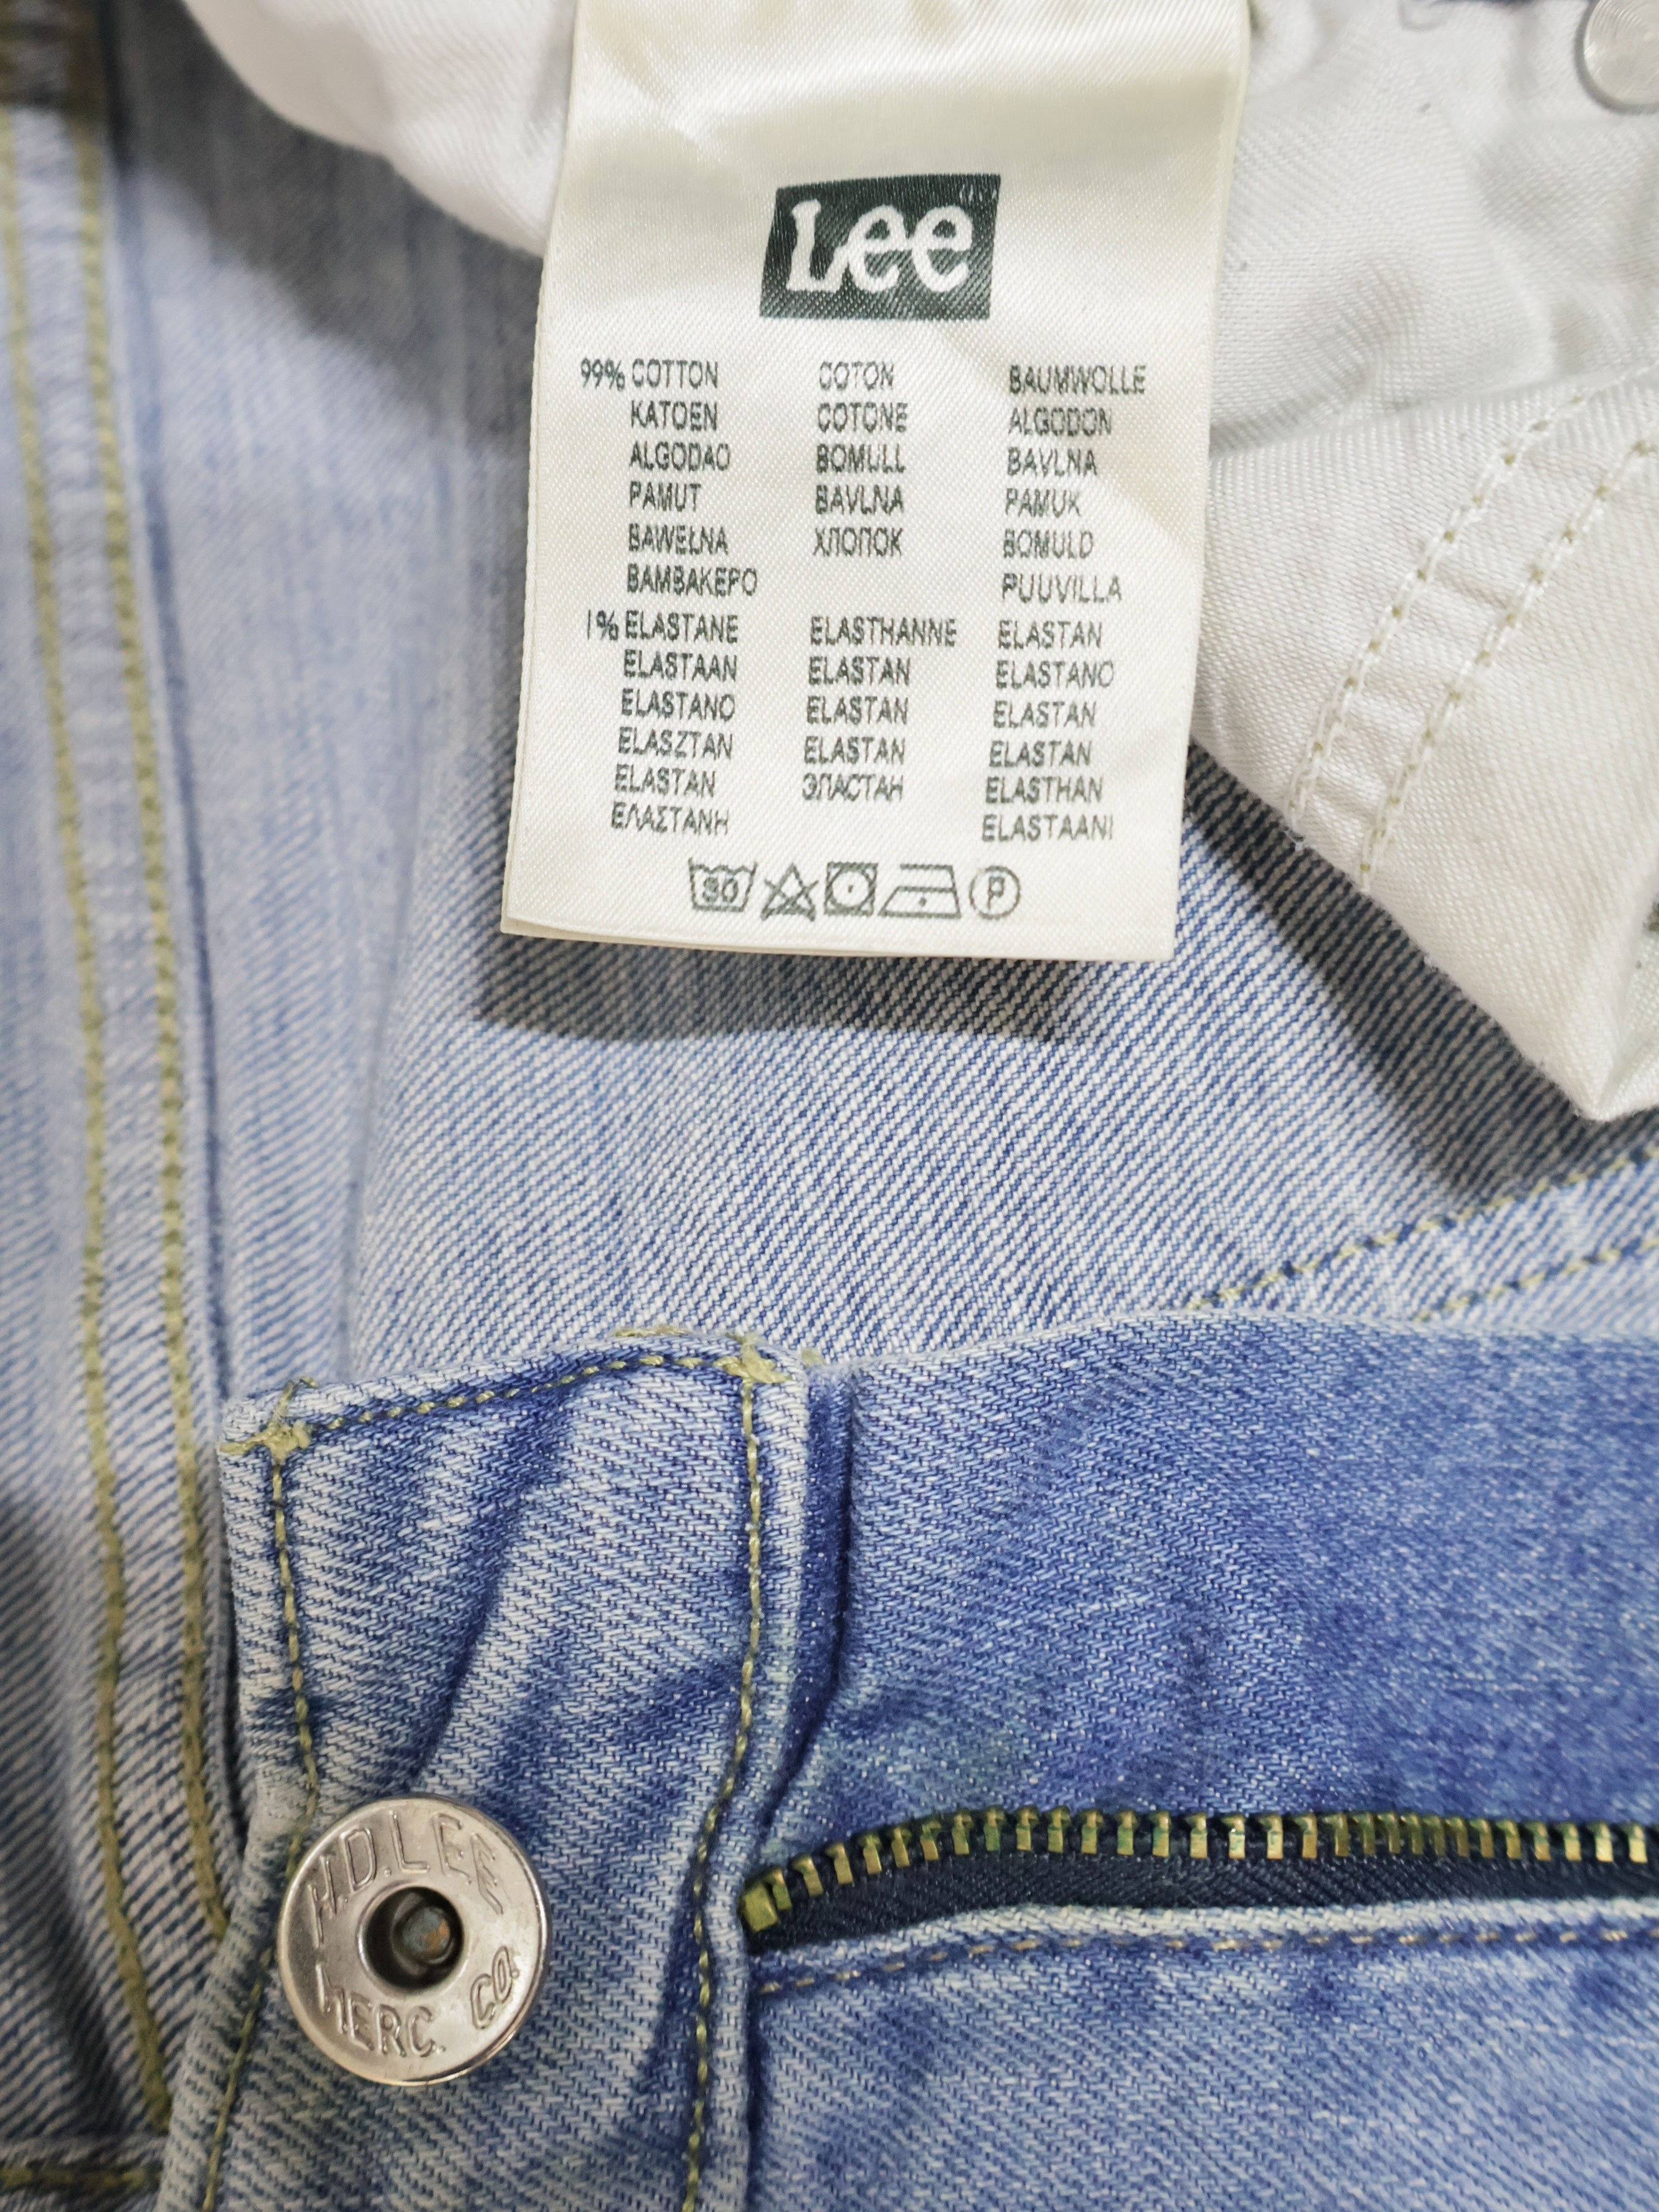 Lee
99% COTTON COTON BAUMWOLLE
KATOEN COTONE ALGODON
ALGODAO BOMULL BAVLNA
PAMUT BAVLNA PAMUK
BAWEŁNA ХЛОПОК BOMULD
BAMBAKEPO PUUVILLA
1% ELASTANE ELASTHANNE ELASTAN
ELASTAAN ELASTAN ELASTANO
ELASTANO ELASTAN ELASTAN
ELASZTAN ELASTAN ELASTAN
ELASTAN ЭЛАСТАН ELASTHAN
ΕΛΑΣΤΑΝΗ ELASTAANI
30 P
H.D.LEE
MERC. CO.